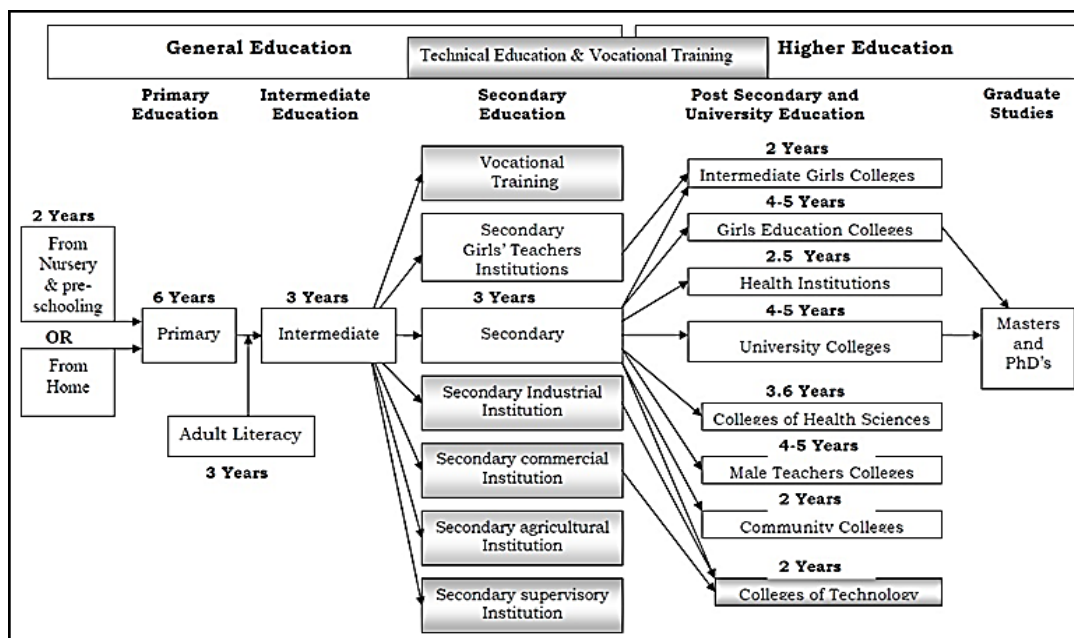 General Education
Technical Education & Vocational Training
Higher Education
Primary
Education
Intermediate
Education
Secondary
Education
Post Secondary and
University Education
Graduate
Studies
2 Years
From
Nursery
& pre-
schooling
OR
From
Home
6 Years
Primary
Adult Literacy
3 Years
3 Years
Intermediate
Vocational
Training
Secondary
Girls' Teachers
Institutions
3 Years
Secondary
Secondary Industrial
Institution
Secondary commercial
Institution
Secondary agricultural
Institution
Secondary supervisory
Institution
2 Years
Intermediate Girls Colleges
4-5 Years
Girls Education Colleges
2.5 Years
Health Institutions
4-5 Years
University Colleges
3.6 Years
Colleges of Health Sciences
4-5 Years
Male Teachers Colleges
2 Years
Community Colleges
2 Years
Colleges of Technology
Masters
and
PhD's